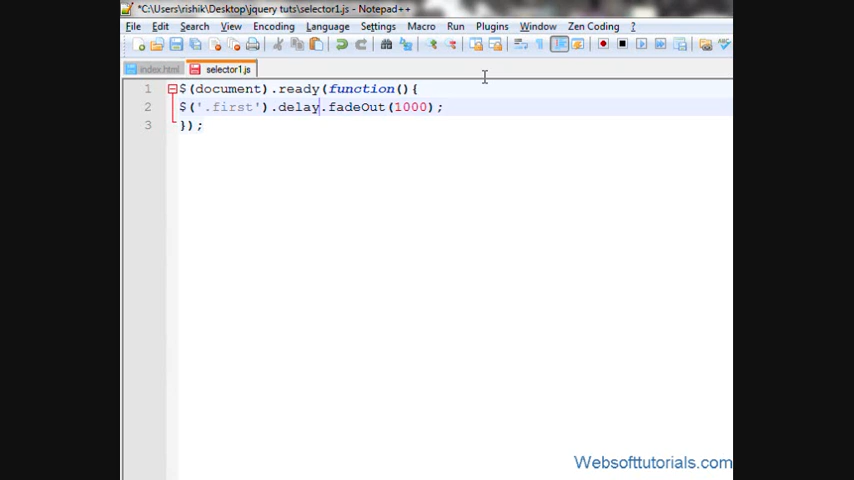 *C:\Users\rishik\Desktop\jquery tuts\selector1.js - Notepad++
File Edit Search View Encoding Language Settings Macro Run Plugins Window Zen Coding ?
index.html selector1.js
1 $(document).ready(function(){
2 $('.first').delay.fadeOut(1000);
3 });
Websofttutorials.com